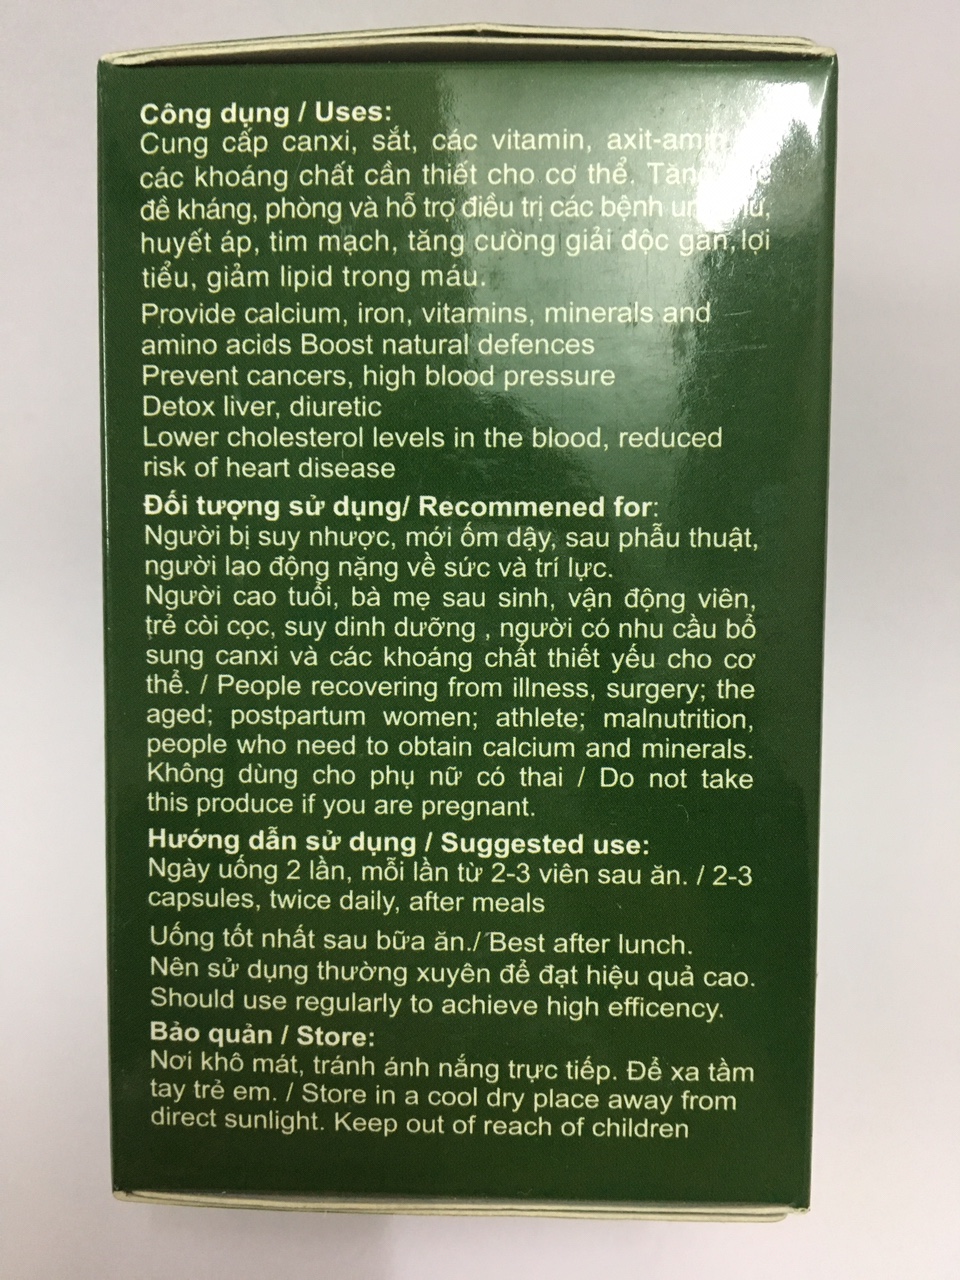 Công dụng / Uses:
Cung cấp canxi, sắt, các vitamin, axit-amin
các khoáng chất cần thiết cho cơ thể. Tăng
đề kháng, phòng và hỗ trợ điều trị các bệnh
huyết áp, tim mạch, tăng cường giải độc gan, lợi
tiểu, giảm lipid trong máu.
Provide calcium, iron, vitamins, minerals and
amino acids Boost natural defences
Prevent cancers, high blood pressure
Detox liver, diuretic
Lower cholesterol levels in the blood, reduced
risk of heart disease
Đối tượng sử dụng/ Recommened for:
Người bị suy nhược, mới ốm dậy, sau phẫu thuật,
người lao động nặng về sức và trí lực.
Người cao tuổi, bà mẹ sau sinh, vận động viên,
trẻ còi cọc, suy dinh dưỡng , người có nhu cầu bổ
sung canxi và các khoáng chất thiết yếu cho cơ
thể. / People recovering from illness, surgery; the
aged; postpartum women; athlete; malnutrition,
people who need to obtain calcium and minerals.
Không dùng cho phụ nữ có thai / Do not take
this produce if you are pregnant.
Hướng dẫn sử dụng / Suggested use:
Ngày uống 2 lần, mỗi lần từ 2-3 viên sau ăn. / 2-3
capsules, twice daily, after meals
Uống tốt nhất sau bữa ăn./ Best after lunch.
Nên sử dụng thường xuyên để đạt hiệu quả cao.
Should use regularly to achieve high efficency.
Bảo quản / Store:
Nơi khô mát, tránh ánh nắng trực tiếp. Để xa tầm
tay trẻ em. / Store in a cool dry place away from
direct sunlight. Keep out of reach of children